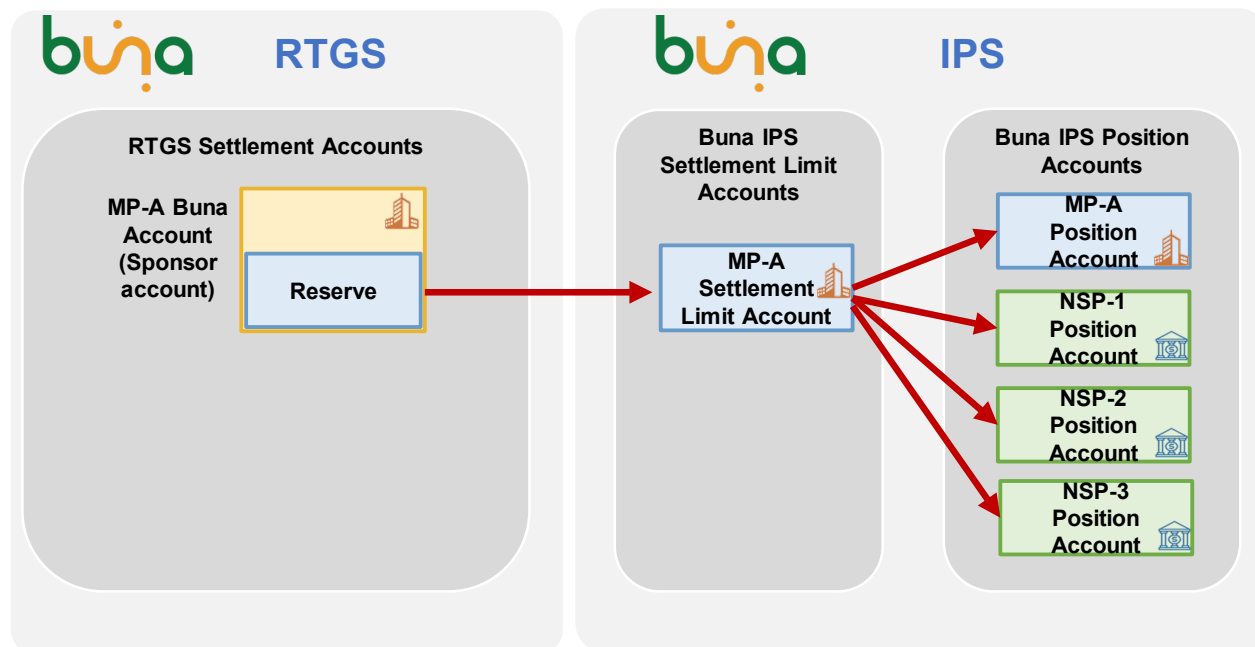 buna
RTGS
RTGS Settlement Accounts
MP-A Buna
Account
(Sponsor
account)
Reserve
buna
IPS
Buna IPS
Settlement Limit
Accounts
MP-A
Settlement
Limit Account
Buna IPS Position
Accounts
MP-A
Position
Account
NSP-1
Position
Account
NSP-2
Position
Account
NSP-3
Position
Account